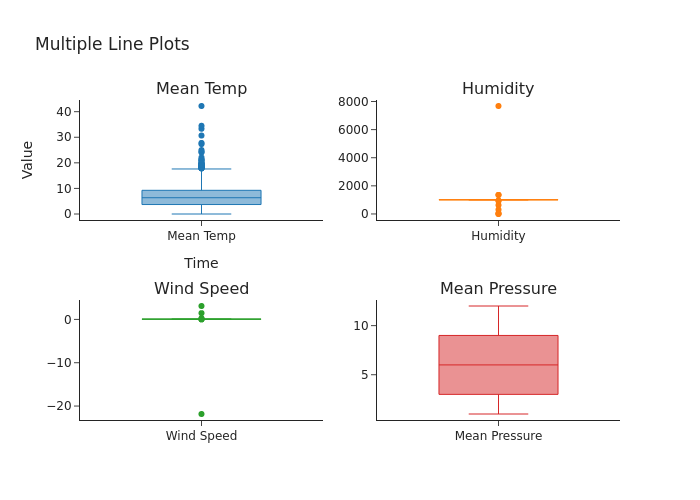 Multiple Line Plots
Mean Temp
Humidity
Value
40
30
20
10
0
8000
6000
4000
2000
0
Mean Temp
Humidity
Time
Wind Speed
Mean Pressure
0
−10
−20
10
5
Wind Speed
Mean Pressure